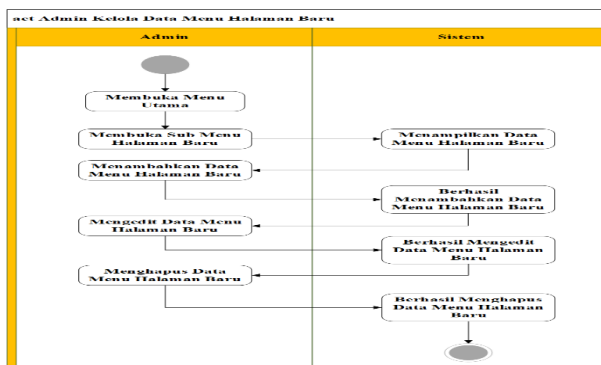 act Admin Kelola Data Menu Halaman Baru
Admin
Sistem
Membuka Menu
Utama
Membuka Sub Menu
Halaman Baru
Menampilkan Data
Menu Halaman Baru
Menambahkan Data
Menu Halaman Baru
Berhasil
Menambahkan Data
Menu Halaman Baru
Mengedit Data Menu
Halaman Baru
Berhasil Mengedit
Data Menu Halaman
Baru
Menghapus Data
Menu Halaman Baru
Berhasil Menghapus
Data Menu Halaman
Baru